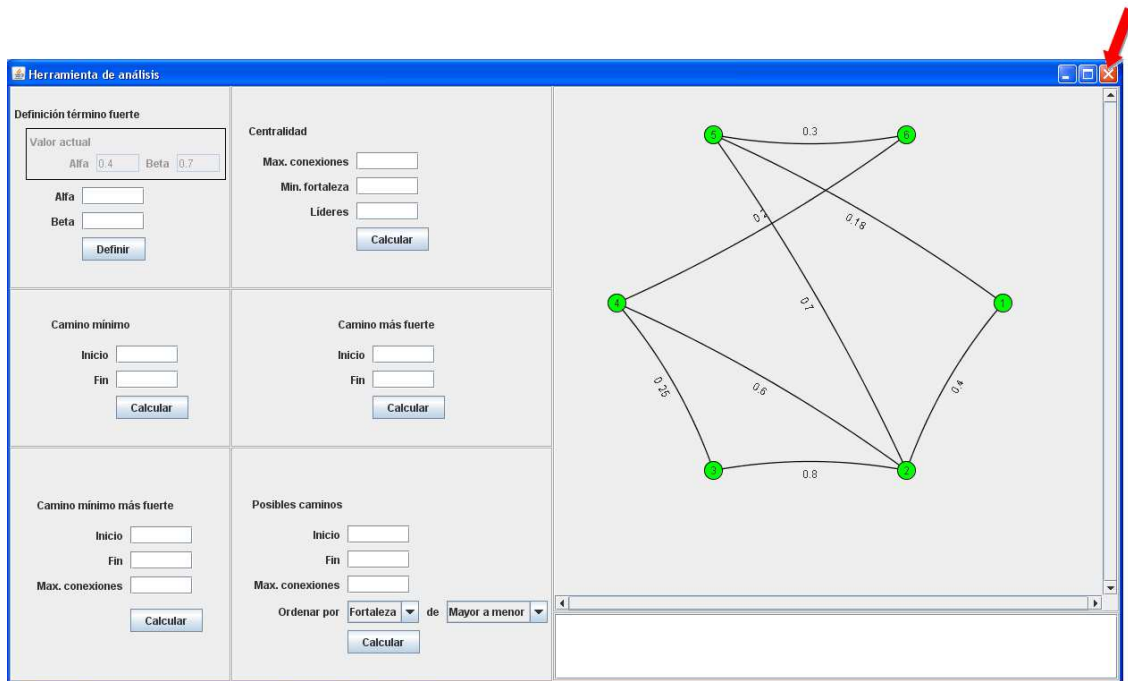 Herramienta de análisis
Definición término fuerte
Valor actual
Alfa 0.4 Beta 0.7
Alfa
Beta
Definir
Centralidad
Max. conexiones
Min. fortaleza
Líderes
Calcular
Camino mínimo
Inicio
Fin
Calcular
Camino más fuerte
Inicio
Fin
Calcular
Camino mínimo más fuerte
Inicio
Fin
Max. conexiones
Calcular
Posibles caminos
Inicio
Fin
Max. conexiones
Ordenar por Fortaleza de Mayor a menor
Calcular
5
0.3
6
0.18
4
0.7
1
0.25
0.6
0.4
3
0.8
2